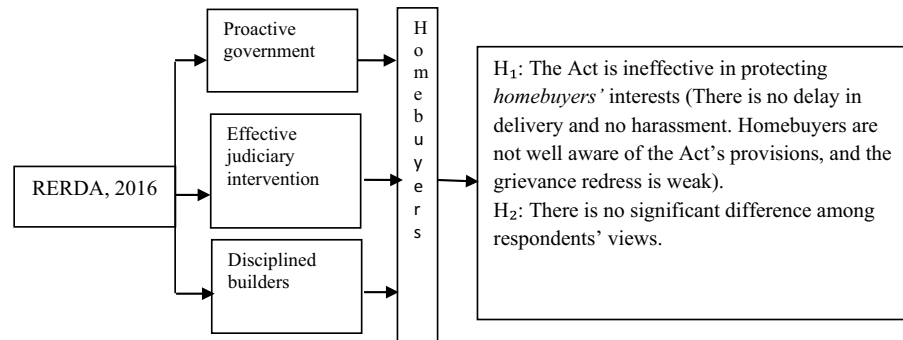 RERDA, 2016
Proactive
government
Effective
judiciary
intervention
Disciplined
builders
H
o
m
e
b
u
y
e
r
s
H₁: The Act is ineffective in protecting
homebuyers’ interests (There is no delay in
delivery and no harassment. Homebuyers are
not well aware of the Act’s provisions, and the
grievance redress is weak).
H₂: There is no significant difference among
respondents’ views.